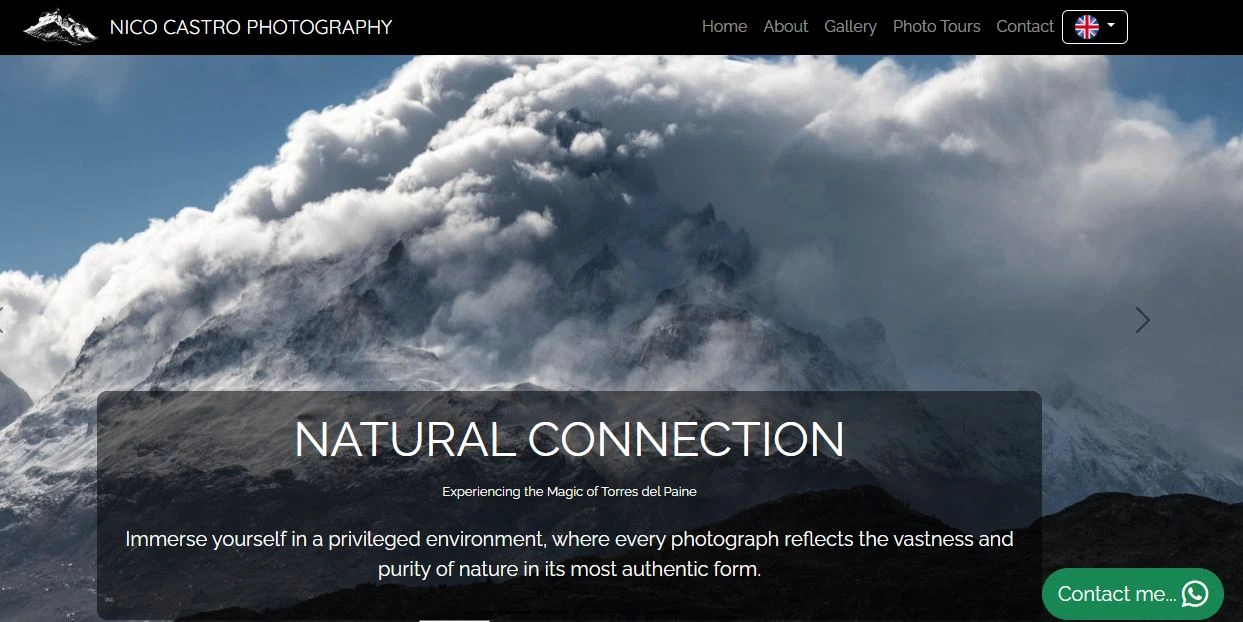 NICO CASTRO PHOTOGRAPHY
Home About Gallery Photo Tours Contact
NATURAL CONNECTION
Experiencing the Magic of Torres del Paine
Immerse yourself in a privileged environment, where every photograph reflects the vastness and
purity of nature in its most authentic form.
Contact me...